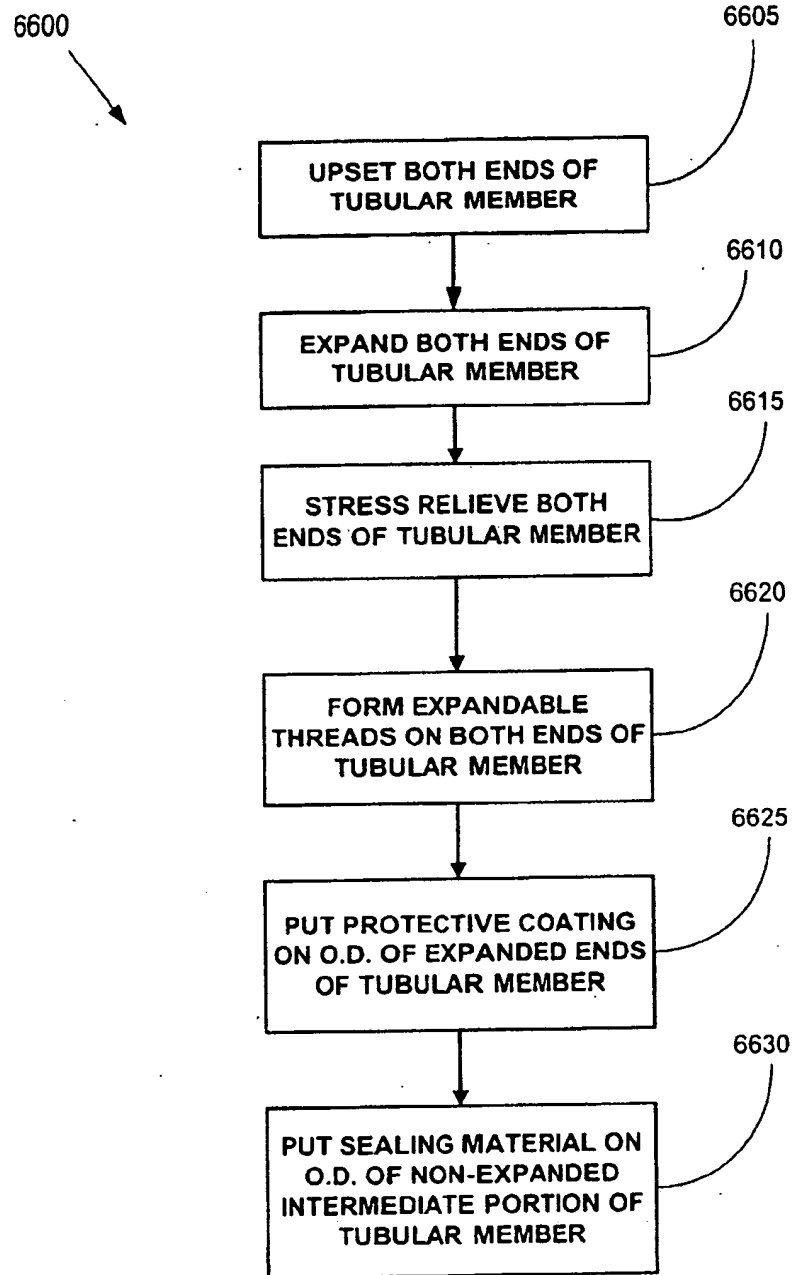 6600
6605
UPSET BOTH ENDS OF
TUBULAR MEMBER
6610
EXPAND BOTH ENDS OF
TUBULAR MEMBER
6615
STRESS RELIEVE BOTH
ENDS OF TUBULAR MEMBER
6620
FORM EXPANDABLE
THREADS ON BOTH ENDS OF
TUBULAR MEMBER
6625
PUT PROTECTIVE COATING
ON O.D. OF EXPANDED ENDS
OF TUBULAR MEMBER
6630
PUT SEALING MATERIAL ON
O.D. OF NON-EXPANDED
INTERMEDIATE PORTION OF
TUBULAR MEMBER